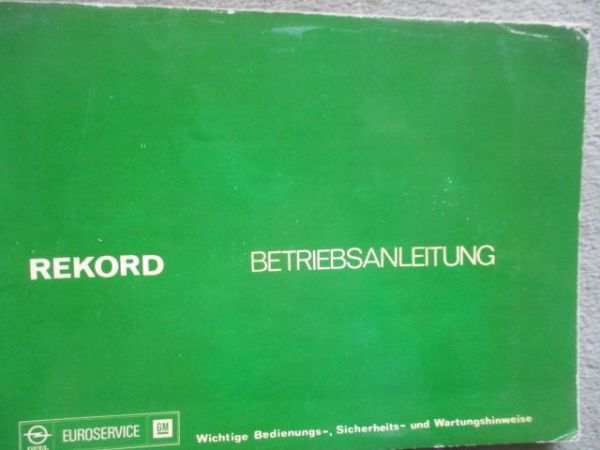 REKORD BETRIEBSANLEITUNG
OPEL EUROSERVICE GM Wichtige Bedienungs-, Sicherheits- und Wartungshinweise